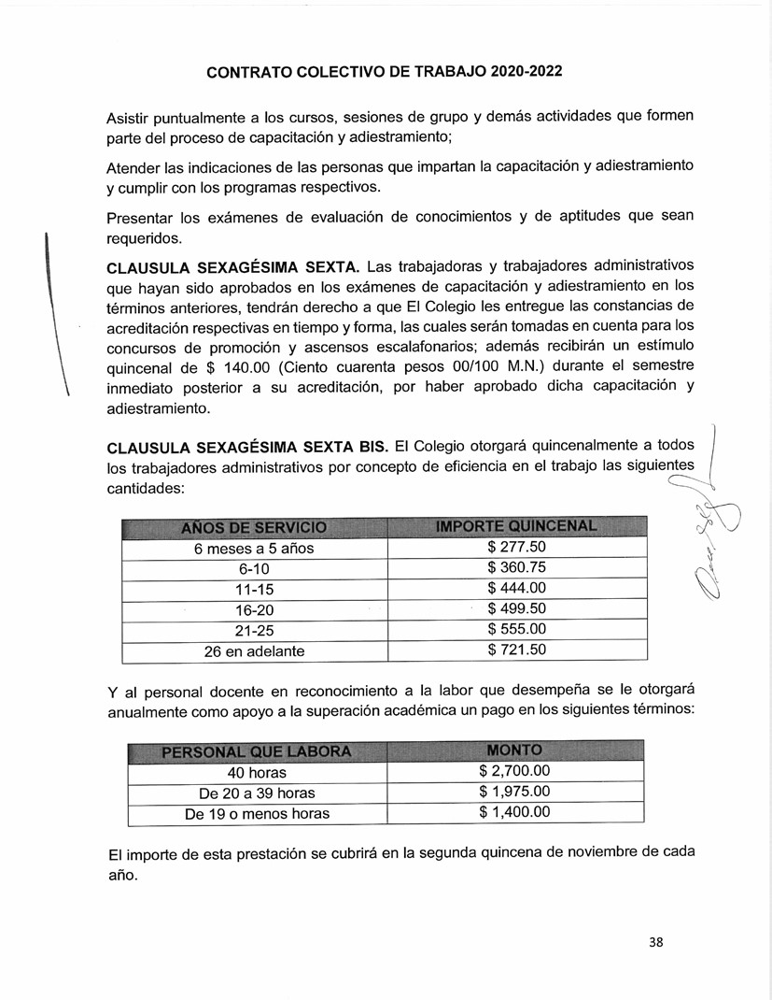 CONTRATO COLECTIVO DE TRABAJO 2020-2022
Asistir puntualmente a los cursos, sesiones de grupo y demás actividades que formen
parte del proceso de capacitación y adiestramiento;
Atender las indicaciones de las personas que impartan la capacitación y adiestramiento
y cumplir con los programas respectivos.
Presentar los exámenes de evaluación de conocimientos y de aptitudes que sean
requeridos.
CLAUSULA SEXAGÉSIMA SEXTA. Las trabajadoras y trabajadores administrativos
que hayan sido aprobados en los exámenes de capacitación y adiestramiento en los
términos anteriores, tendrán derecho a que El Colegio les entregue las constancias de
acreditación respectivas en tiempo y forma, las cuales serán tomadas en cuenta para los
concursos de promoción y ascensos escalafonarios; además recibirán un estímulo
quincenal de $ 140.00 (Ciento cuarenta pesos 00/100 M.N.) durante el semestre
inmediato posterior a su acreditación, por haber aprobado dicha capacitación y
adiestramiento.
CLAUSULA SEXAGÉSIMA SEXTA BIS. El Colegio otorgará quincenalmente a todos
los trabajadores administrativos por concepto de eficiencia en el trabajo las siguientes
cantidades:
AÑOS DE SERVICIO IMPORTE QUINCENAL
6 meses a 5 años $ 277.50
6-10 $ 360.75
11-15 $ 444.00
16-20 $ 499.50
21-25 $ 555.00
26 en adelante $ 721.50
Y al personal docente en reconocimiento a la labor que desempeña se le otorgará
anualmente como apoyo a la superación académica un pago en los siguientes términos:
PERSONAL QUE LABORA MONTO
40 horas $ 2,700.00
De 20 a 39 horas $ 1,975.00
De 19 o menos horas $ 1,400.00
El importe de esta prestación se cubrirá en la segunda quincena de noviembre de cada
año.
38